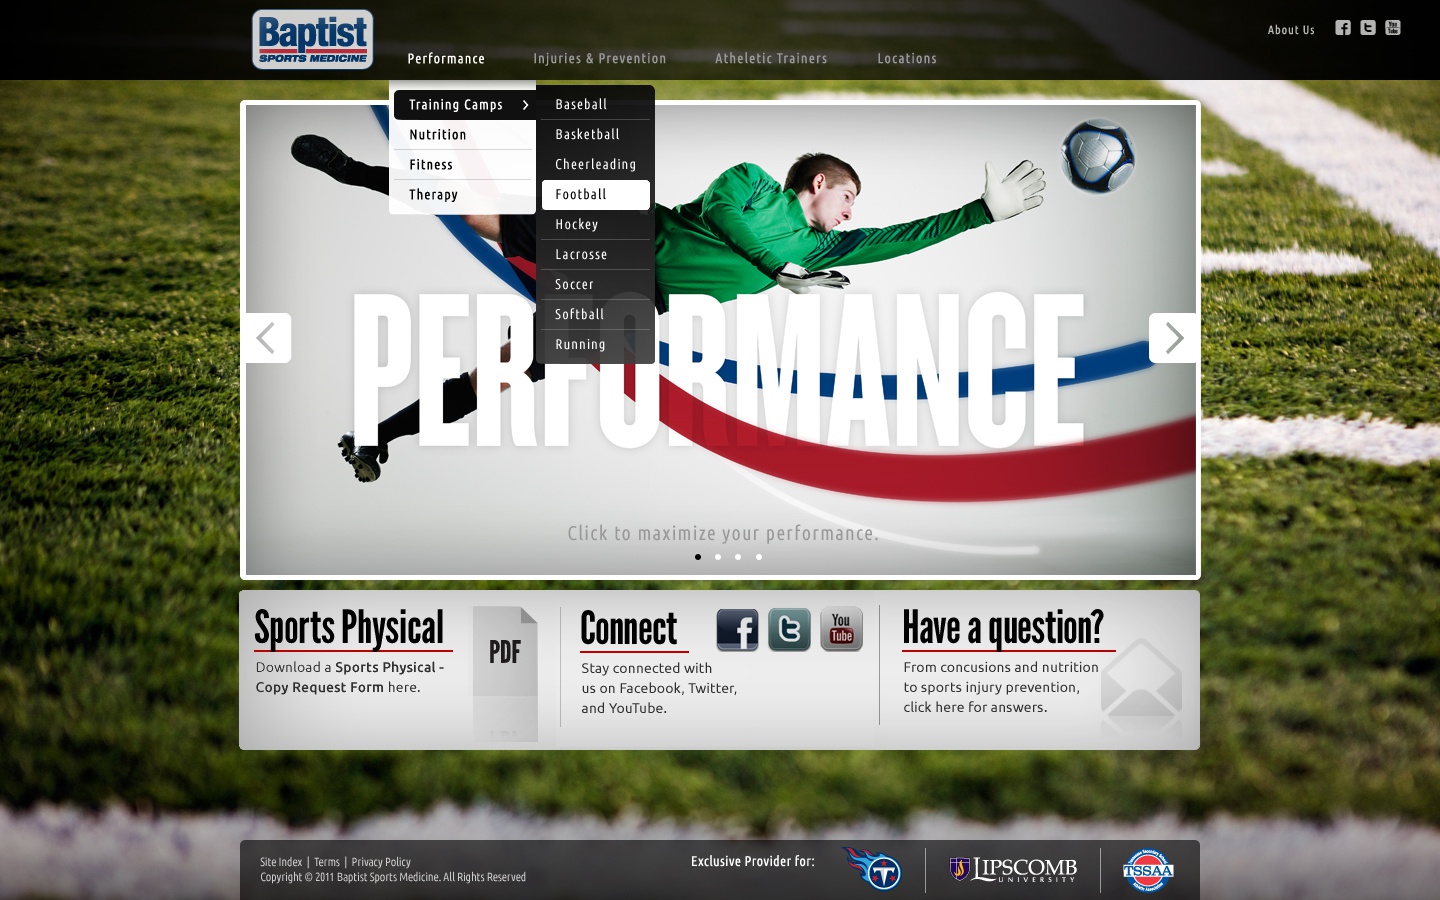 Baptist
SPORTS MEDICINE
Performance
Injuries & Prevention
Atheletic Trainers
Locations
About Us
You
Tube
Training Camps
Nutrition
Fitness
Therapy
Baseball
Basketball
Cheerleading
Football
Hockey
Lacrosse
Soccer
Softball
Running
PERFORMANCE
Click to maximize your performance.
Sports Physical
Download a Sports Physical -
Copy Request Form here.
PDF
Connect
Stay connected with
us on Facebook, Twitter,
and YouTube.
You
Tube
Have a question?
From concusions and nutrition
to sports injury prevention,
click here for answers.
Site Index | Terms | Privacy Policy
Copyright © 2011 Baptist Sports Medicine. All Rights Reserved
Exclusive Provider for:
T
LIPSCOMB
UNIVERSITY
TSSAA